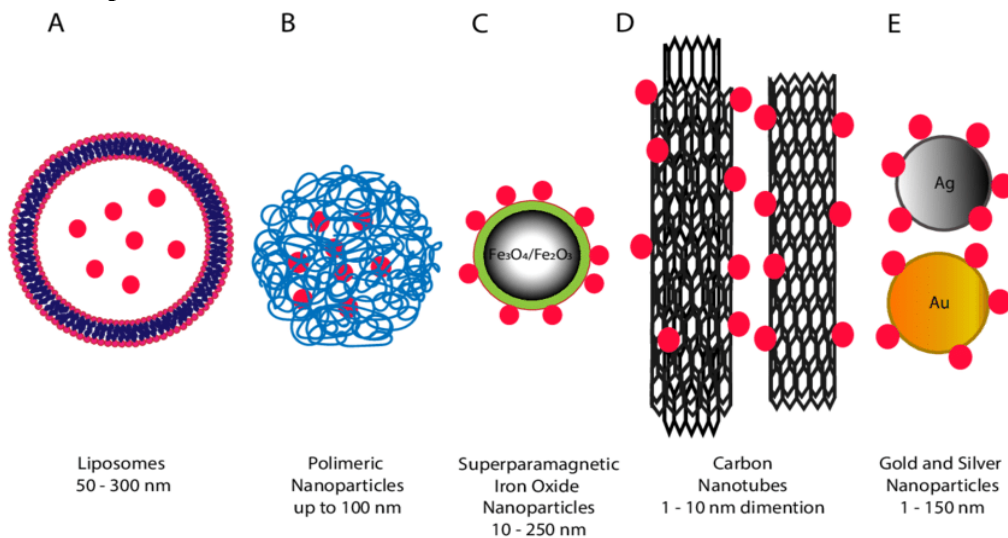 A
B
C
D
E
Fe₃O₄/Fe₂O₃
Ag
Au
Liposomes
50 - 300 nm
Polimeric
Nanoparticles
up to 100 nm
Superparamagnetic
Iron Oxide
Nanoparticles
10 - 250 nm
Carbon
Nanotubes
1 - 10 nm dimention
Gold and Silver
Nanoparticles
1 - 150 nm